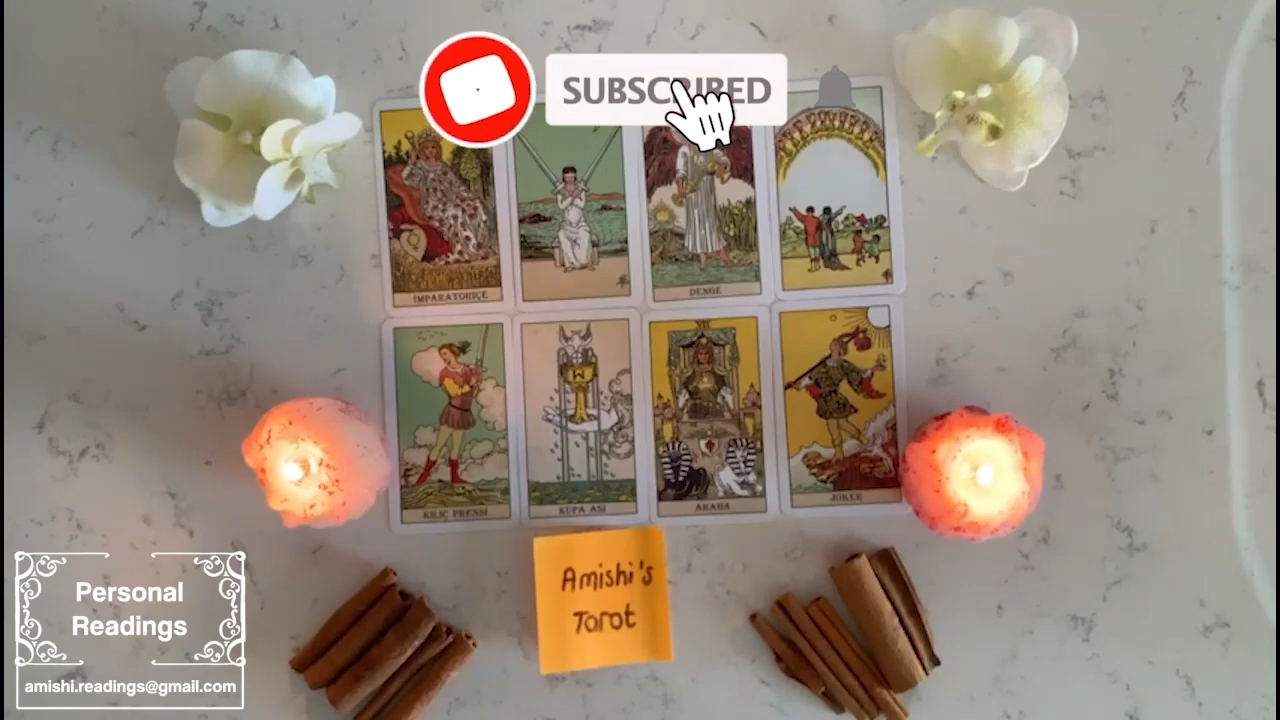 SUBSCRIBED
İMPARATORİÇE
DENGE
KILIÇ PRENSİ
KUPA ASI
ARABA
JOKER
Amishi's
Tarot
Personal
Readings
amishi.readings@gmail.com